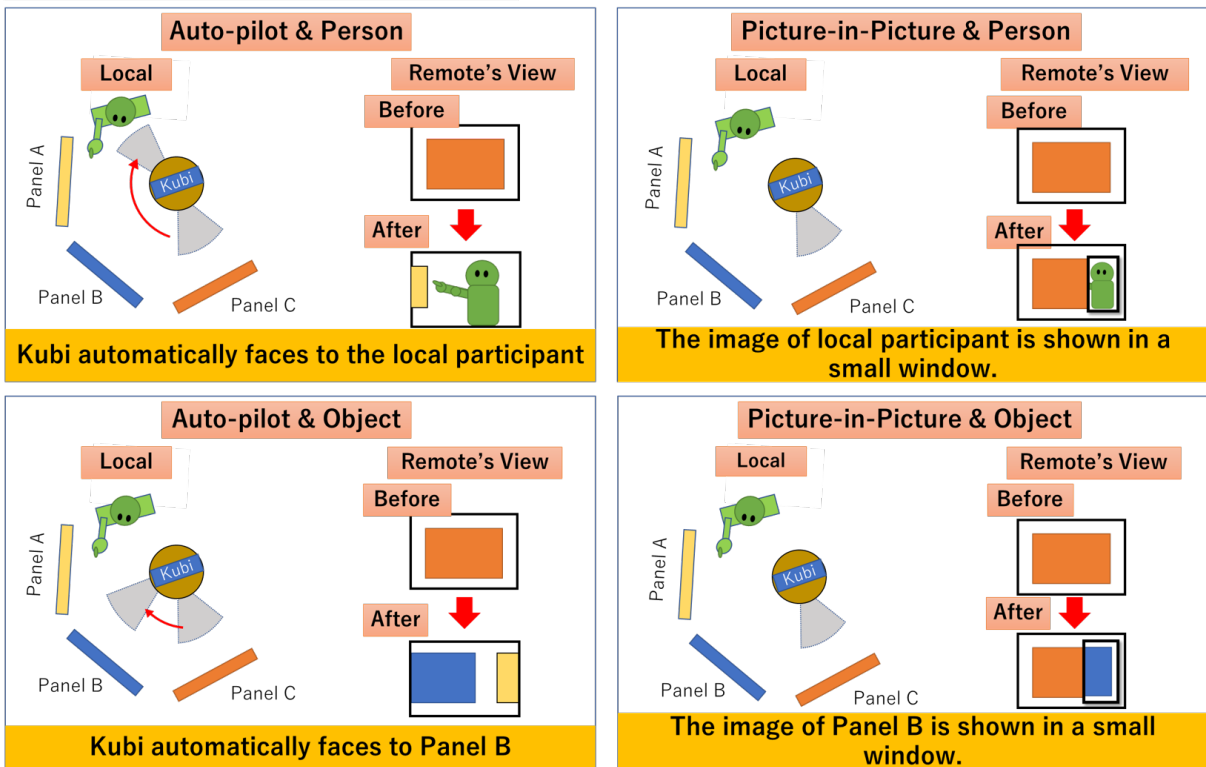 Auto-pilot & Person
Local
Remote's View
Before
Panel A
Kubi
After
Panel B
Panel C
Kubi automatically faces to the local participant
Picture-in-Picture & Person
Local
Remote's View
Before
Panel A
Kubi
After
Panel B
Panel C
The image of local participant is shown in a
small window.
Auto-pilot & Object
Local
Remote's View
Before
Panel A
Kubi
After
Panel B
Panel C
Kubi automatically faces to Panel B
Picture-in-Picture & Object
Local
Remote's View
Before
Panel A
Kubi
After
Panel B
Panel C
The image of Panel B is shown in a small
window.